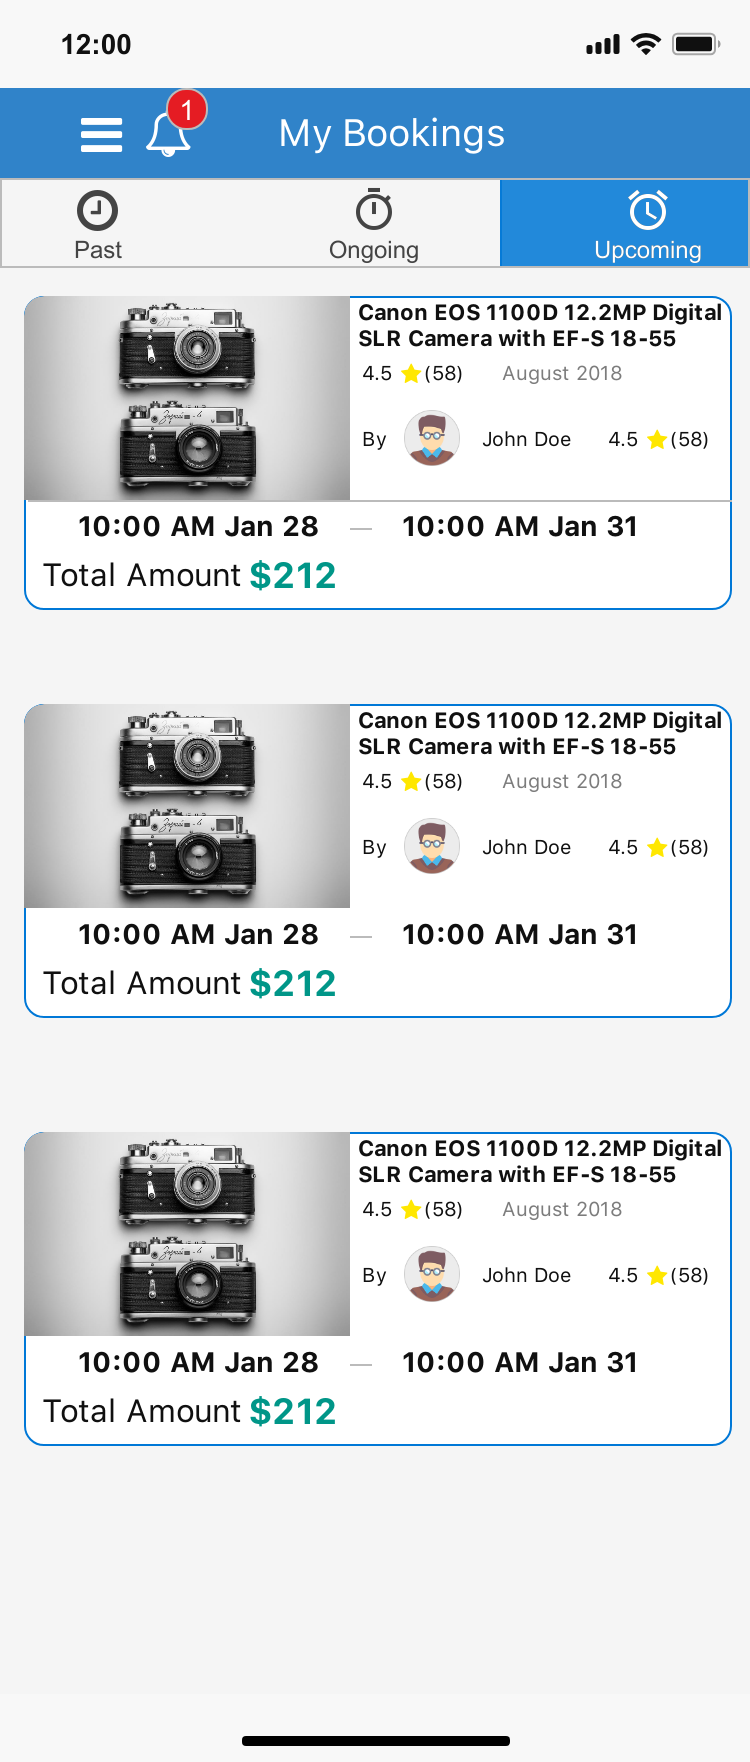 12:00
1
My Bookings
Past
Ongoing
Upcoming
Canon EOS 1100D 12.2MP Digital
SLR Camera with EF-S 18-55
4.5 (58) August 2018
By John Doe 4.5 (58)
10:00 AM Jan 28 — 10:00 AM Jan 31
Total Amount $212
Canon EOS 1100D 12.2MP Digital
SLR Camera with EF-S 18-55
4.5 (58) August 2018
By John Doe 4.5 (58)
10:00 AM Jan 28 — 10:00 AM Jan 31
Total Amount $212
Canon EOS 1100D 12.2MP Digital
SLR Camera with EF-S 18-55
4.5 (58) August 2018
By John Doe 4.5 (58)
10:00 AM Jan 28 — 10:00 AM Jan 31
Total Amount $212